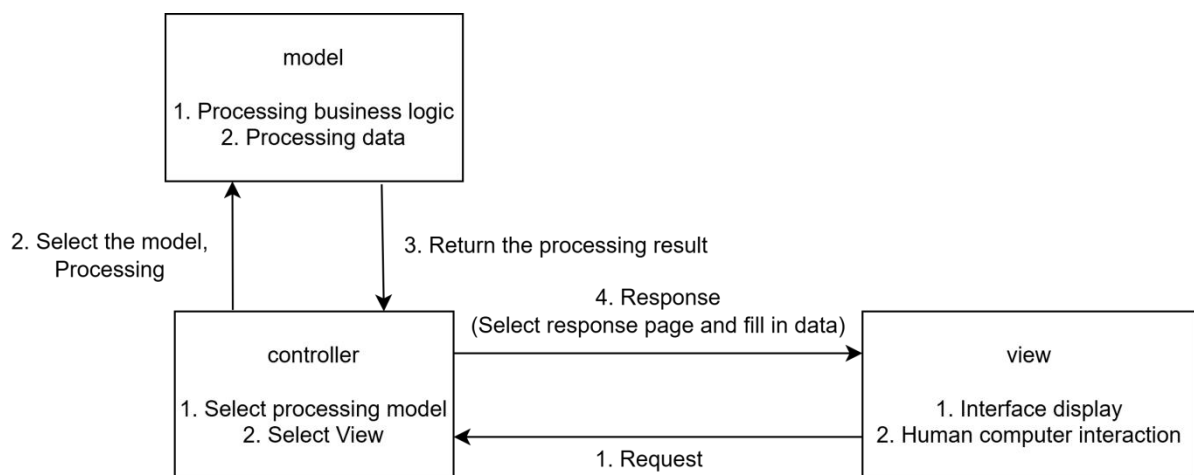 model
1. Processing business logic
2. Processing data
2. Select the model,
Processing
3. Return the processing result
4. Response
(Select response page and fill in data)
controller
1. Select processing model
2. Select View
view
1. Interface display
2. Human computer interaction
1. Request